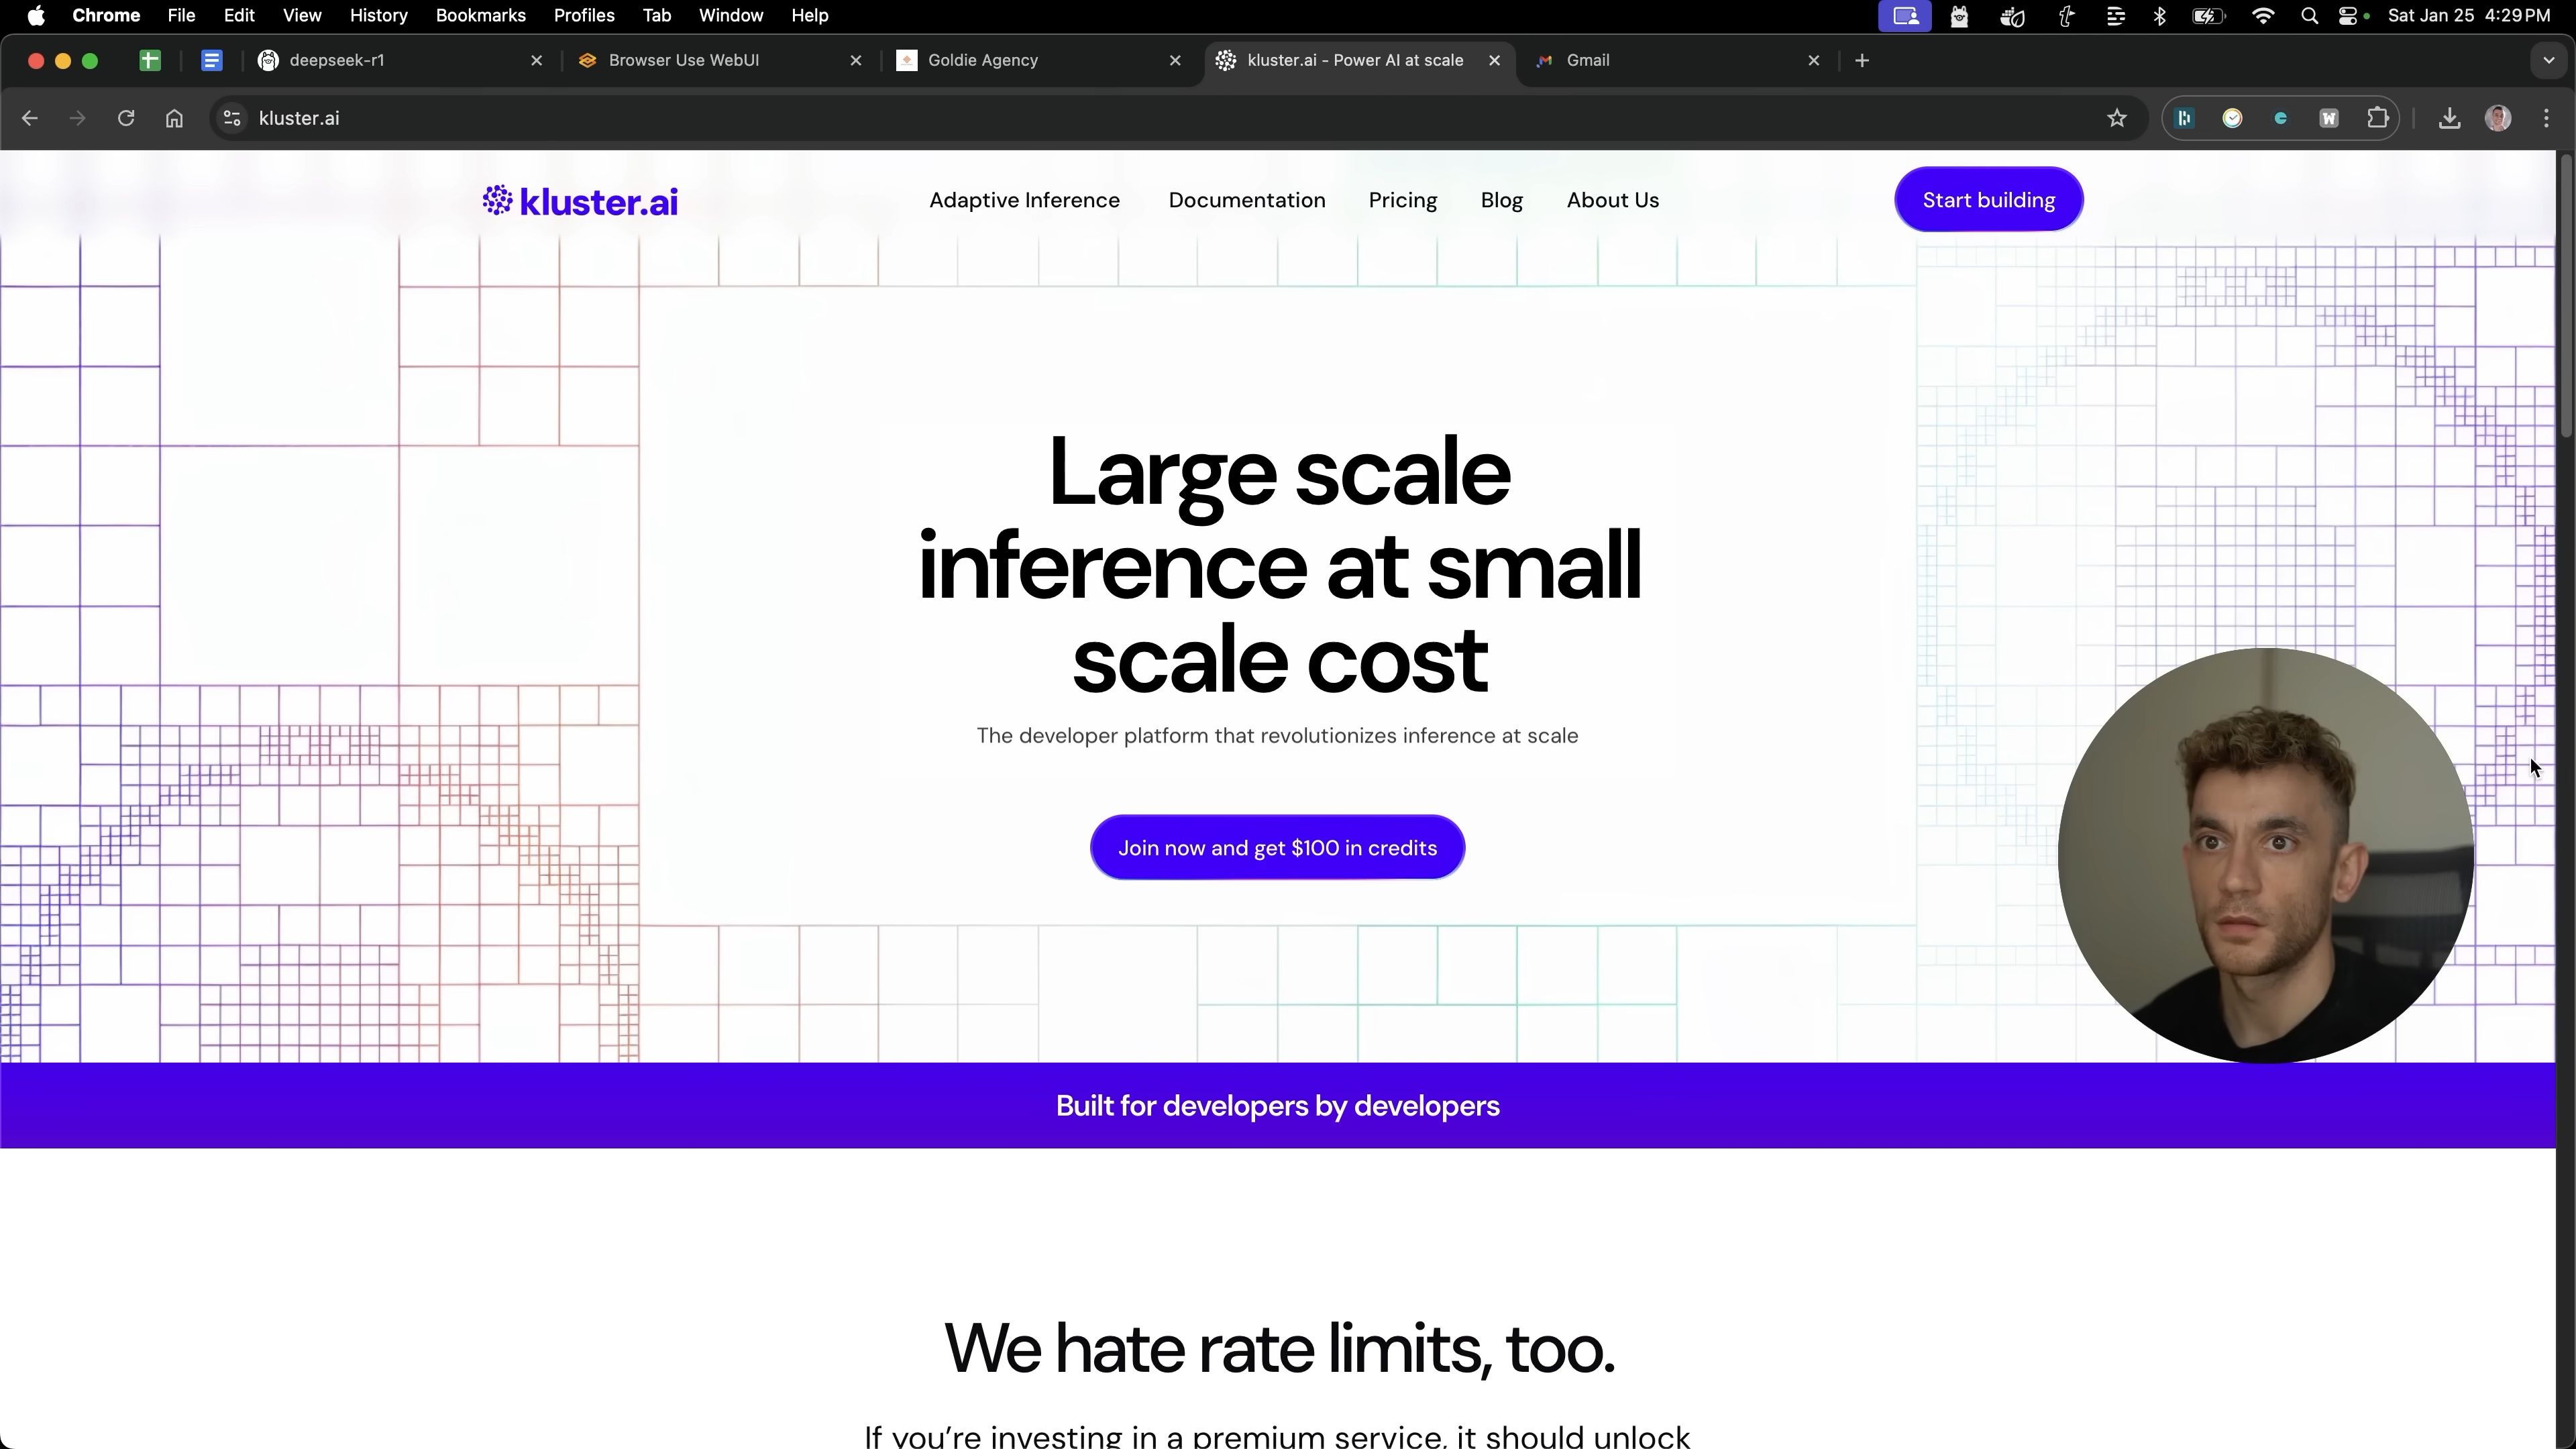 Chrome File Edit View History Bookmarks Profiles Tab Window Help Sat Jan 25 4:29 PM
deepseek-r1 Browser Use WebUI Goldie Agency kluster.ai - Power AI at scale Gmail
kluster.ai
kluster.ai Adaptive Inference Documentation Pricing Blog About Us Start building
Large scale
inference at small
scale cost
The developer platform that revolutionizes inference at scale
Join now and get $100 in credits
Built for developers by developers
We hate rate limits, too.
If you're investing in a premium service, it should unlock